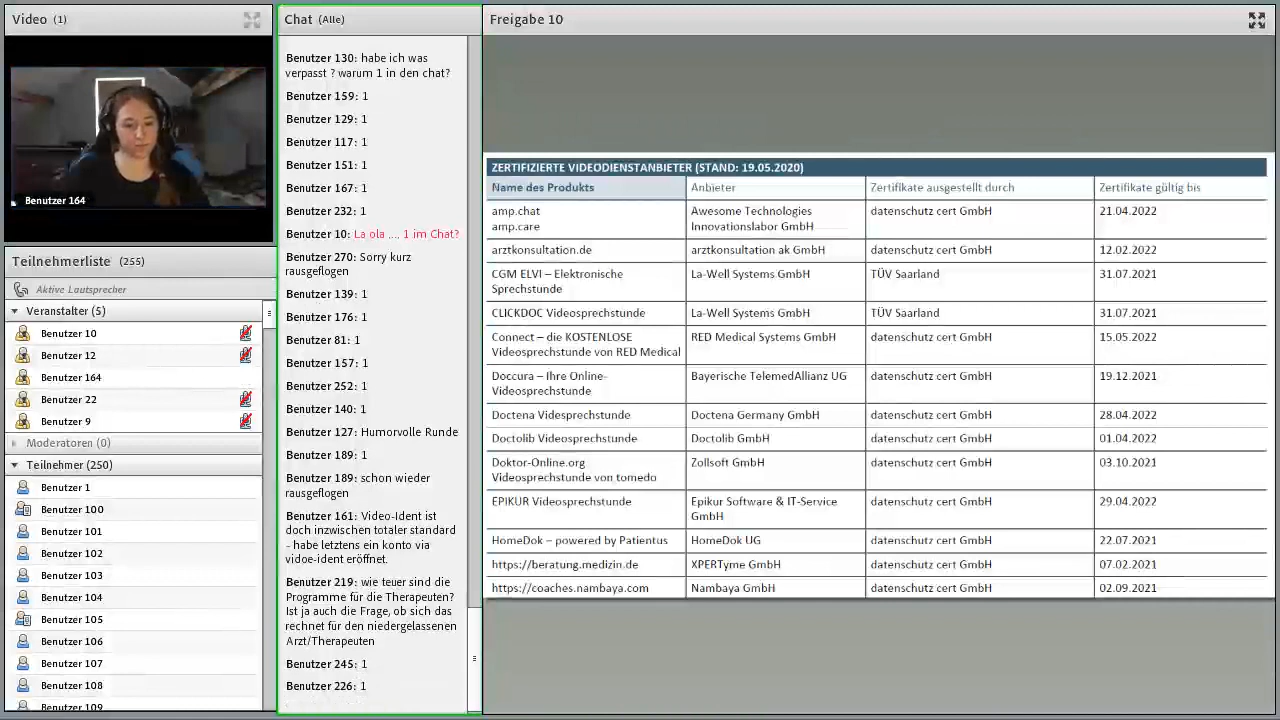 Video (1)
Benutzer 164
Teilnehmerliste (255)
Aktive Lautsprecher
Veranstalter (5)
Benutzer 10
Benutzer 12
Benutzer 164
Benutzer 22
Benutzer 9
Moderatoren (0)
Teilnehmer (250)
Benutzer 1
Benutzer 100
Benutzer 101
Benutzer 102
Benutzer 103
Benutzer 104
Benutzer 105
Benutzer 106
Benutzer 107
Benutzer 108
Benutzer 109
Chat (Alle)
Benutzer 130: habe ich was
verpasst ? warum 1 in den chat?
Benutzer 159: 1
Benutzer 129: 1
Benutzer 117: 1
Benutzer 151: 1
Benutzer 167: 1
Benutzer 232: 1
Benutzer 10: La ola .... 1 im Chat?
Benutzer 270: Sorry kurz
rausgeflogen
Benutzer 139: 1
Benutzer 176: 1
Benutzer 81: 1
Benutzer 157: 1
Benutzer 252: 1
Benutzer 140: 1
Benutzer 127: Humorvolle Runde
Benutzer 189: 1
Benutzer 189: schon wieder
rausgeflogen
Benutzer 161: Video-Ident ist
doch inzwischen totaler standard
- habe letztens ein konto via
vidoe-ident eröffnet.
Benutzer 219: wie teuer sind die
Programme für die Therapeuten?
Ist ja auch die Frage, ob sich das
rechnet für den niedergelassenen
Arzt/Therapeuten
Benutzer 245: 1
Benutzer 226: 1
Freigabe 10
ZERTIFIZIERTE VIDEODIENSTANBIETER (STAND: 19.05.2020)
Name des Produkts Anbieter Zertifikate ausgestellt durch Zertifikate gültig bis
amp.chat Awesome Technologies datenschutz cert GmbH 21.04.2022
amp.care Innovationslabor GmbH
arztkonsultation.de arztkonsultation ak GmbH datenschutz cert GmbH 12.02.2022
CGM ELVI – Elektronische La-Well Systems GmbH TÜV Saarland 31.07.2021
Sprechstunde
CLICKDOC Videosprechstunde La-Well Systems GmbH TÜV Saarland 31.07.2021
Connect – die KOSTENLOSE RED Medical Systems GmbH datenschutz cert GmbH 15.05.2022
Videosprechstunde von RED Medical
Doccura – Ihre Online- Bayerische TelemedAllianz UG datenschutz cert GmbH 19.12.2021
Videosprechstunde
Doctena Videsprechstunde Doctena Germany GmbH datenschutz cert GmbH 28.04.2022
Doctolib Videosprechstunde Doctolib GmbH datenschutz cert GmbH 01.04.2022
Doktor-Online.org Zollsoft GmbH datenschutz cert GmbH 03.10.2021
Videosprechstunde von tomedo
EPIKUR Videosprechstunde Epikur Software & IT-Service datenschutz cert GmbH 29.04.2022
GmbH
HomeDok – powered by Patientus HomeDok UG datenschutz cert GmbH 22.07.2021
https://beratung.medizin.de XPERTyme GmbH datenschutz cert GmbH 07.02.2021
https://coaches.nambaya.com Nambaya GmbH datenschutz cert GmbH 02.09.2021